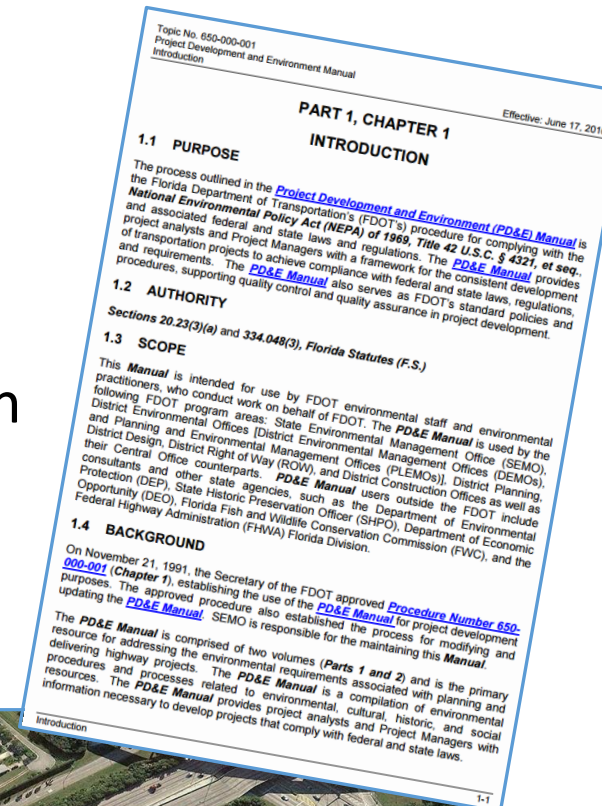 Topic No. 650-000-001
Project Development and Environment Manual
Introduction
Effective: June 17, 201
PART 1, CHAPTER 1
INTRODUCTION
1.1 PURPOSE
The process outlined in the Project Development and Environment (PD&E) Manual is
the Florida Department of Transportation's (FDOT's) procedure for complying with the
National Environmental Policy Act (NEPA) of 1969, Title 42 U.S.C. § 4321, et seq.,
and associated federal and state laws and regulations. The PD&E Manual provides
project analysts and Project Managers with a framework for the consistent development
of transportation projects to achieve compliance with federal and state laws, regulations,
and requirements. The PD&E Manual also serves as FDOT's standard policies and
procedures, supporting quality control and quality assurance in project development.
1.2 AUTHORITY
Sections 20.23(3)(a) and 334.048(3), Florida Statutes (F.S.)
1.3 SCOPE
This Manual is intended for use by FDOT environmental staff and environmental
practitioners, who conduct work on behalf of FDOT. The PD&E Manual is used by the
following FDOT program areas: State Environmental Management Office (SEMO),
District Environmental Offices [District Environmental Management Offices (DEMOs),
and Planning and Environmental Management Offices (PLEMOs)], District Planning,
District Design, District Right of Way (ROW), and District Construction Offices as well as
their Central Office counterparts. PD&E Manual users outside the FDOT include
consultants and other state agencies, such as the Department of Environmental
Protection (DEP), State Historic Preservation Officer (SHPO), Department of Economic
Opportunity (DEO), Florida Fish and Wildlife Conservation Commission (FWC), and the
Federal Highway Administration (FHWA) Florida Division.
1.4 BACKGROUND
On November 21, 1991, the Secretary of the FDOT approved Procedure Number 650-
000-001 (Chapter 1), establishing the use of the PD&E Manual for project development
purposes. The approved procedure also established the process for modifying and
updating the PD&E Manual. SEMO is responsible for the maintaining this Manual.
The PD&E Manual is comprised of two volumes (Parts 1 and 2) and is the primary
resource for addressing the environmental requirements associated with planning and
delivering highway projects. The PD&E Manual is a compilation of environmental
procedures and processes related to environmental, cultural, historic, and social
resources. The PD&E Manual provides project analysts and Project Managers with
information necessary to develop projects that comply with federal and state laws.
Introduction
1-1
n